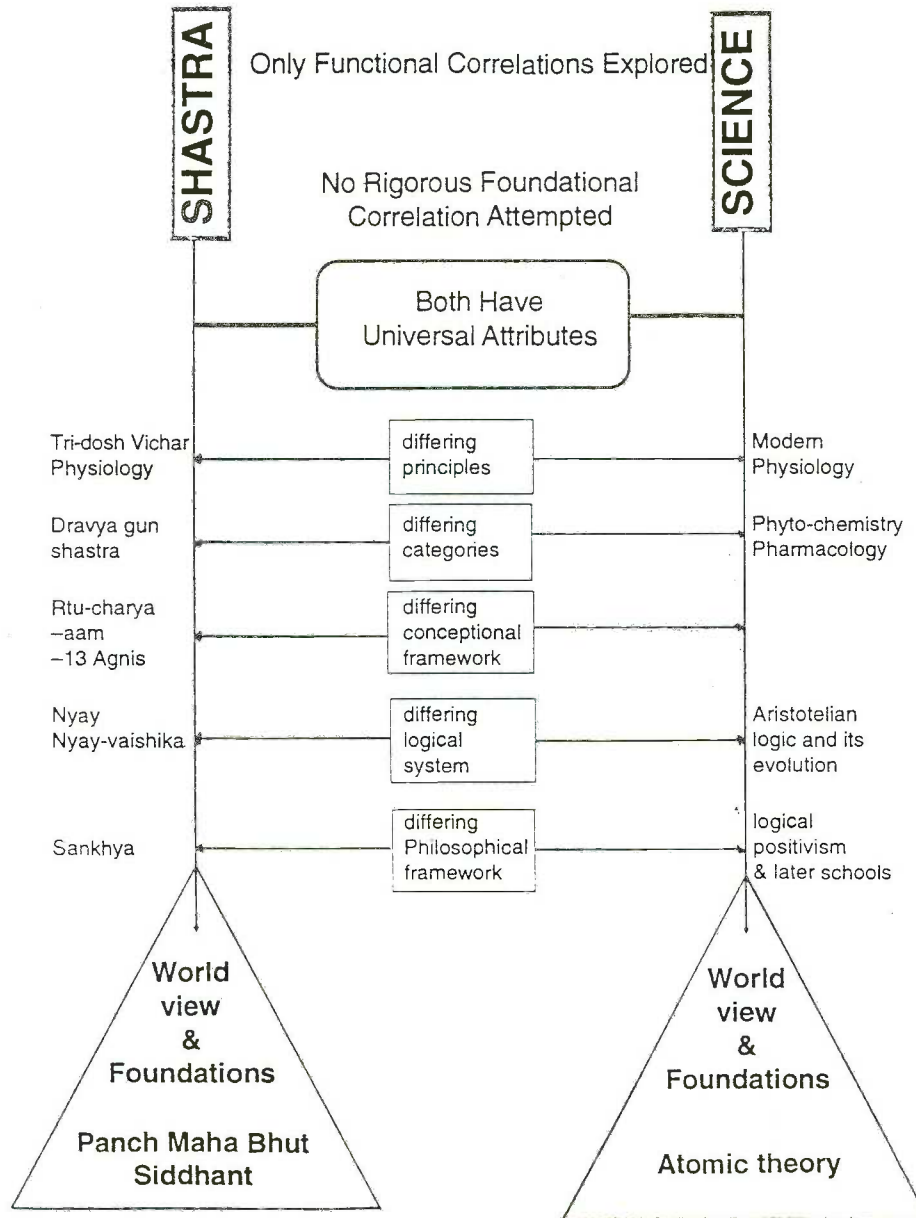 SHASTRA
Only Functional Correlations Explored
SCIENCE
No Rigorous Foundational
Correlation Attempted
Both Have
Universal Attributes
Tri-dosh Vichar
Physiology
differing
principles
Modern
Physiology
Dravya gun
shastra
differing
categories
Phyto-chemistry
Pharmacology
Rtu-charya
–aam
–13 Agnis
differing
conceptional
framework
Nyay
Nyay-vaishika
differing
logical
system
Aristotelian
logic and its
evolution
Sankhya
differing
Philosophical
framework
logical
positivism
& later schools
World
view
&
Foundations
Panch Maha Bhut
Siddhant
World
view
&
Foundations
Atomic theory